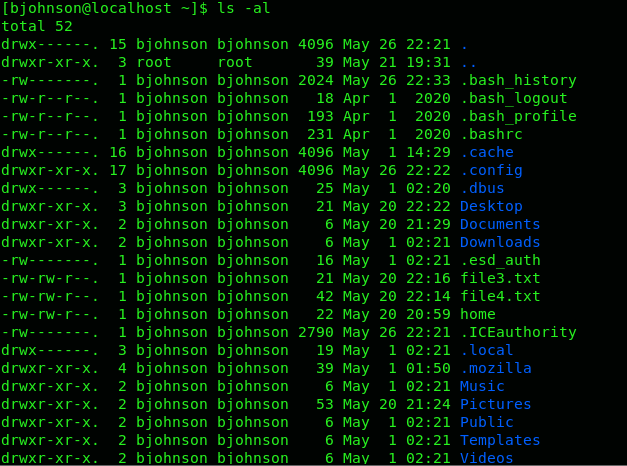 [bjohnson@localhost ~]$ ls -al
total 52
drwx------. 15 bjohnson bjohnson 4096 May 26 22:21 .
drwxr-xr-x.  3 root     root       39 May 21 19:31 ..
-rw-------.  1 bjohnson bjohnson 2024 May 26 22:33 .bash_history
-rw-r--r--.  1 bjohnson bjohnson   18 Apr  1  2020 .bash_logout
-rw-r--r--.  1 bjohnson bjohnson  193 Apr  1  2020 .bash_profile
-rw-r--r--.  1 bjohnson bjohnson  231 Apr  1  2020 .bashrc
drwx------. 16 bjohnson bjohnson 4096 May  1 14:29 .cache
drwxr-xr-x. 17 bjohnson bjohnson 4096 May 26 22:22 .config
drwx------.  3 bjohnson bjohnson   25 May  1 02:20 .dbus
drwxr-xr-x.  3 bjohnson bjohnson   21 May 20 22:22 Desktop
drwxr-xr-x.  2 bjohnson bjohnson    6 May 20 21:29 Documents
drwxr-xr-x.  2 bjohnson bjohnson    6 May  1 02:21 Downloads
-rw-------.  1 bjohnson bjohnson   16 May  1 02:21 .esd_auth
-rw-rw-r--.  1 bjohnson bjohnson   21 May 20 22:16 file3.txt
-rw-rw-r--.  1 bjohnson bjohnson   42 May 20 22:14 file4.txt
-rw-rw-r--.  1 bjohnson bjohnson   22 May 20 20:59 home
-rw-------.  1 bjohnson bjohnson 2790 May 26 22:21 .ICEauthority
drwx------.  3 bjohnson bjohnson   19 May  1 02:21 .local
drwxr-xr-x.  4 bjohnson bjohnson   39 May  1 01:50 .mozilla
drwxr-xr-x.  2 bjohnson bjohnson    6 May  1 02:21 Music
drwxr-xr-x.  2 bjohnson bjohnson   53 May 20 21:24 Pictures
drwxr-xr-x.  2 bjohnson bjohnson    6 May  1 02:21 Public
drwxr-xr-x.  2 bjohnson bjohnson    6 May  1 02:21 Templates
drwxr-xr-x.  2 bjohnson bjohnson    6 May  1 02:21 Videos